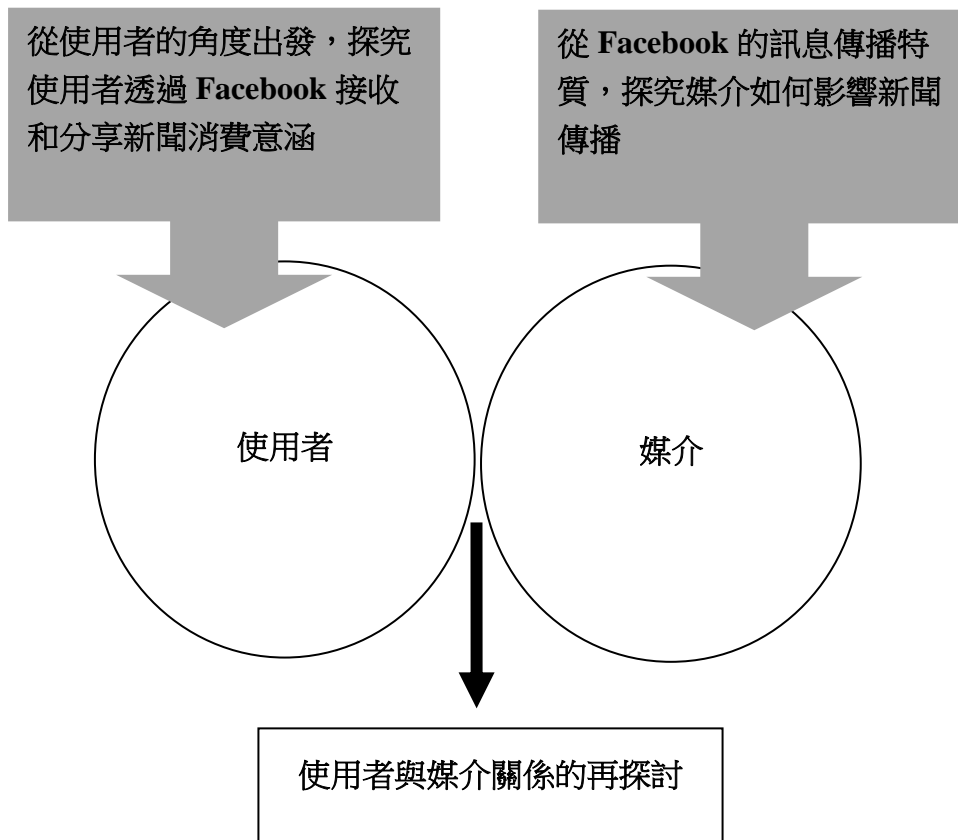 從使用者的角度出發，探究
使用者透過 Facebook 接收
和分享新聞消費意涵
從 Facebook 的訊息傳播特
質，探究媒介如何影響新聞
傳播
使用者
媒介
使用者與媒介關係的再探討